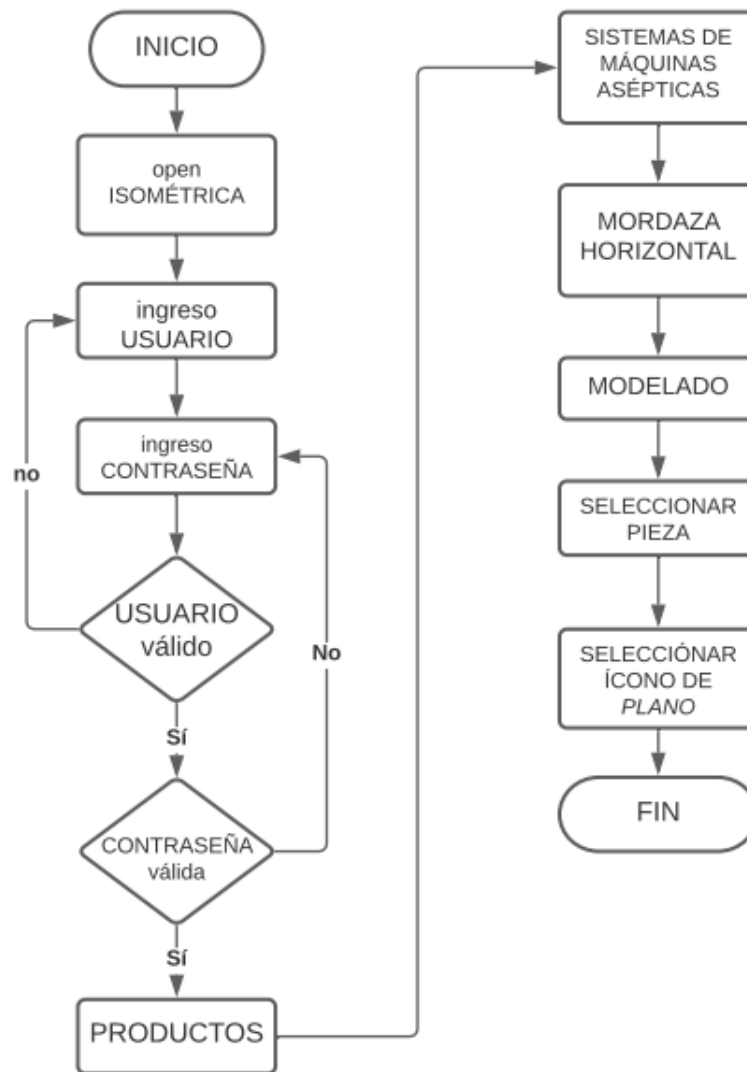 INICIO
open
ISOMÉTRICA
ingreso
USUARIO
ingreso
CONTRASEÑA
no
USUARIO
válido
No
Sí
CONTRASEÑA
válida
Sí
PRODUCTOS
SISTEMAS DE
MÁQUINAS
ASÉPTICAS
MORDAZA
HORIZONTAL
MODELADO
SELECCIONAR
PIEZA
SELECCIÓNAR
ÍCONO DE
PLANO
FIN